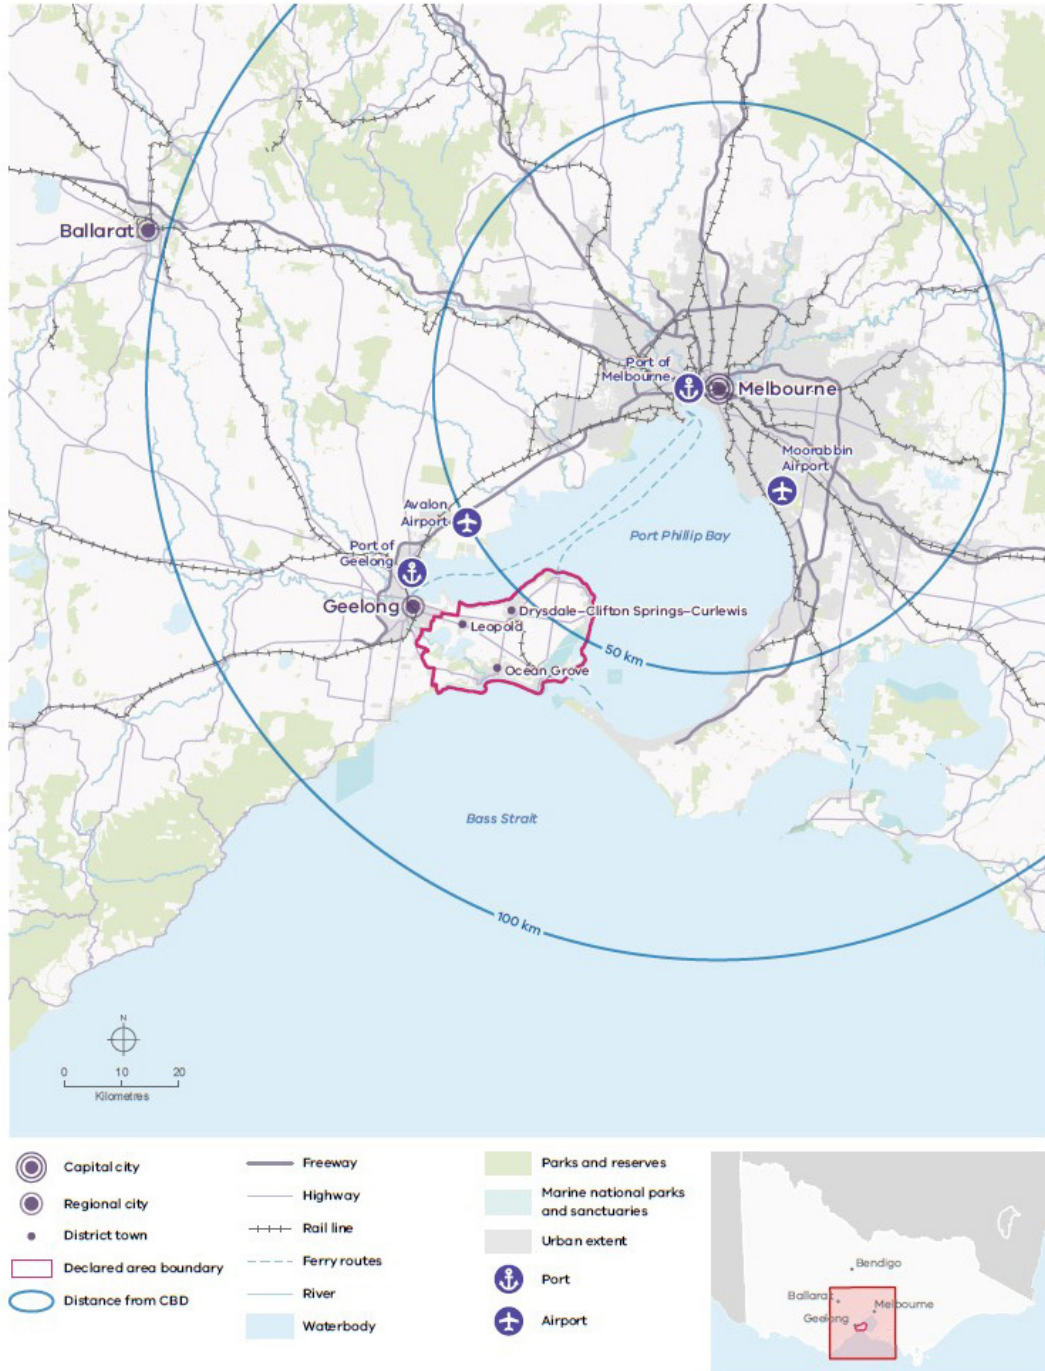 Ballarat
Port of
Melbourne
Melbourne
Moorabbin
Airport
Avalon
Airport
Port Phillip Bay
Port of
Geelong
Geelong
Drysdale–Clifton Springs–Curlewis
Leopold
50 km
Ocean Grove
Bass Strait
100 km
N
0 10 20
Kilometres
Capital city
Regional city
District town
Declared area boundary
Distance from CBD
Freeway
Highway
Rail line
Ferry routes
River
Waterbody
Parks and reserves
Marine national parks
and sanctuaries
Urban extent
Port
Airport
Bendigo
Ballarat
Melbourne
Geelong